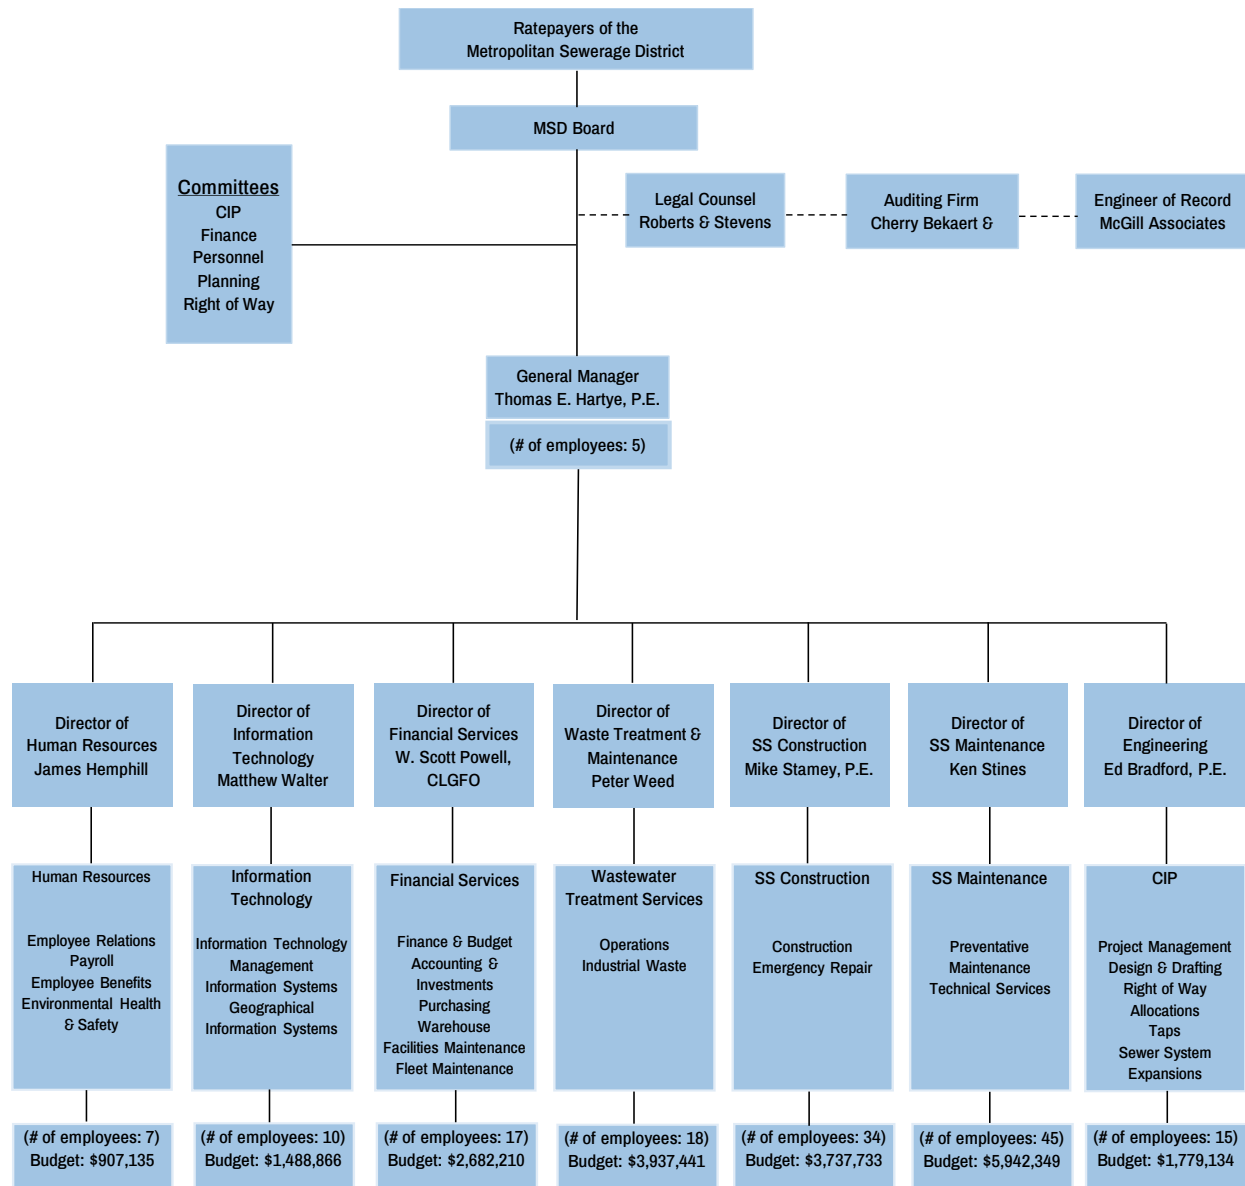 Ratepayers of the
Metropolitan Sewerage District
MSD Board
Committees
CIP
Finance
Personnel
Planning
Right of Way
Legal Counsel
Roberts & Stevens
Auditing Firm
Cherry Bekaert &
Engineer of Record
McGill Associates
General Manager
Thomas E. Hartye, P.E.
(# of employees: 5)
Director of
Human Resources
James Hemphill
Director of
Information
Technology
Matthew Walter
Director of
Financial Services
W. Scott Powell,
CLGFO
Director of
Waste Treatment &
Maintenance
Peter Weed
Director of
SS Construction
Mike Stamey, P.E.
Director of
SS Maintenance
Ken Stines
Director of
Engineering
Ed Bradford, P.E.
Human Resources
Employee Relations
Payroll
Employee Benefits
Environmental Health
& Safety
Information
Technology
Information Technology
Management
Information Systems
Geographical
Information Systems
Financial Services
Finance & Budget
Accounting &
Investments
Purchasing
Warehouse
Facilities Maintenance
Fleet Maintenance
Wastewater
Treatment Services
Operations
Industrial Waste
SS Construction
Construction
Emergency Repair
SS Maintenance
Preventative
Maintenance
Technical Services
CIP
Project Management
Design & Drafting
Right of Way
Allocations
Taps
Sewer System
Expansions
(# of employees: 7)
Budget: $907,135
(# of employees: 10)
Budget: $1,488,866
(# of employees: 17)
Budget: $2,682,210
(# of employees: 18)
Budget: $3,937,441
(# of employees: 34)
Budget: $3,737,733
(# of employees: 45)
Budget: $5,942,349
(# of employees: 15)
Budget: $1,779,134